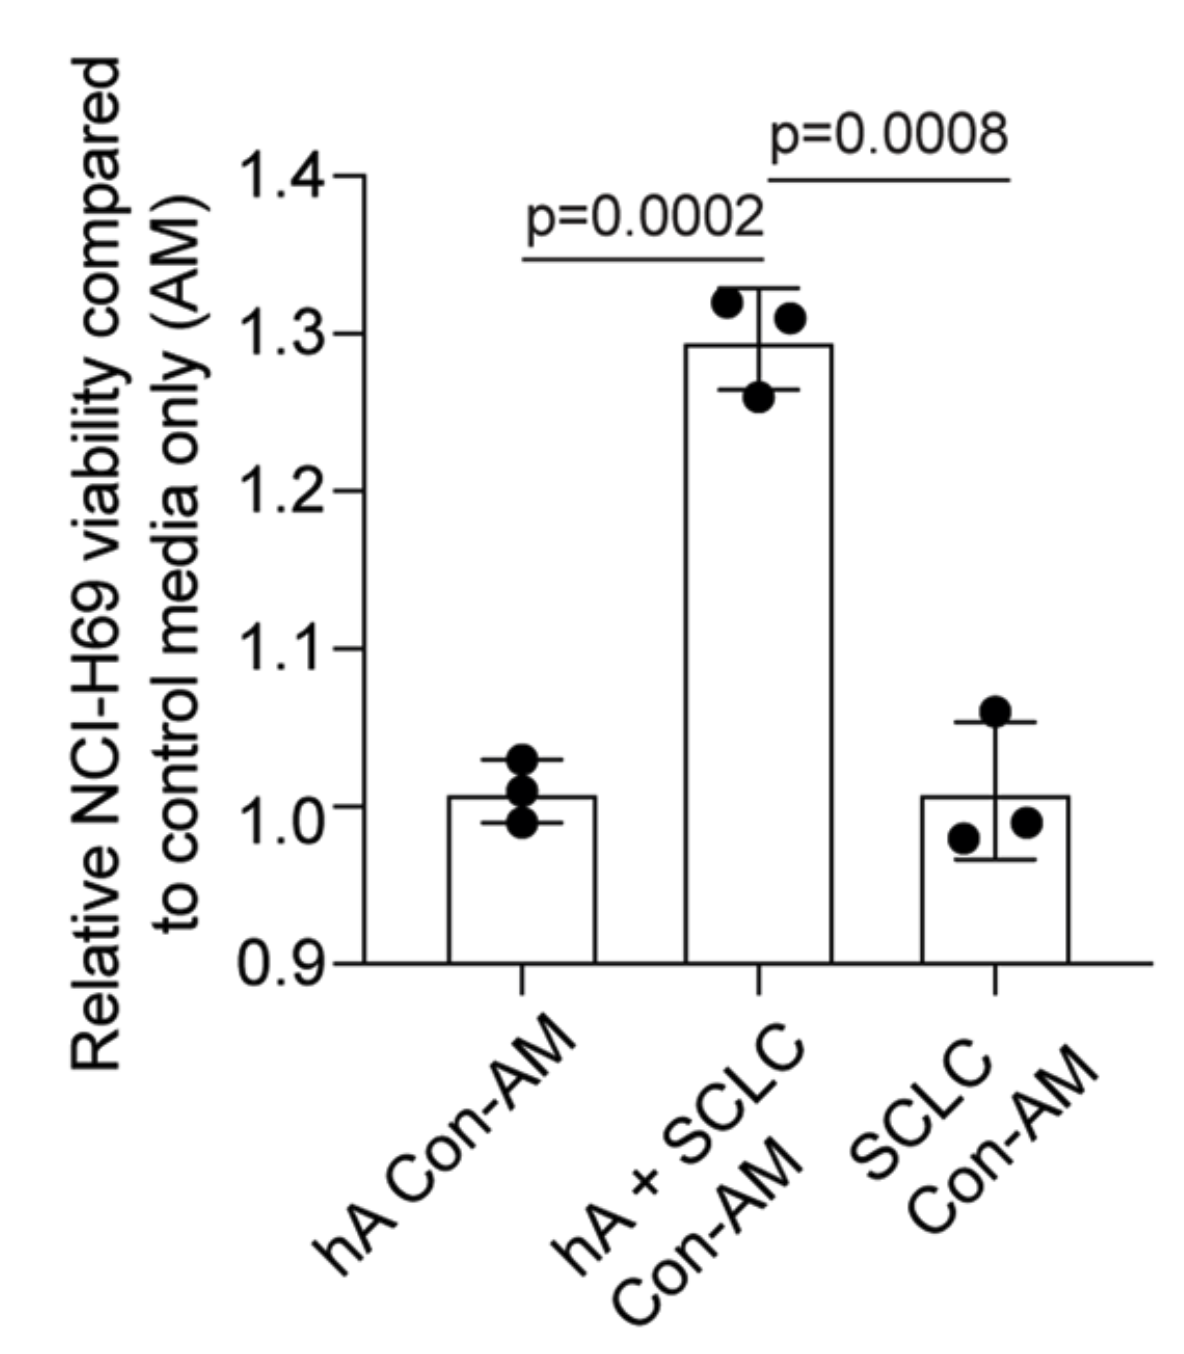 Relative NCI-H69 viability compared
to control media only (AM)
p=0.0008
p=0.0002
1.4
1.3
1.2
1.1
1.0
0.9
hA Con-AM
hA + SCLC
Con-AM
SCLC
Con-AM